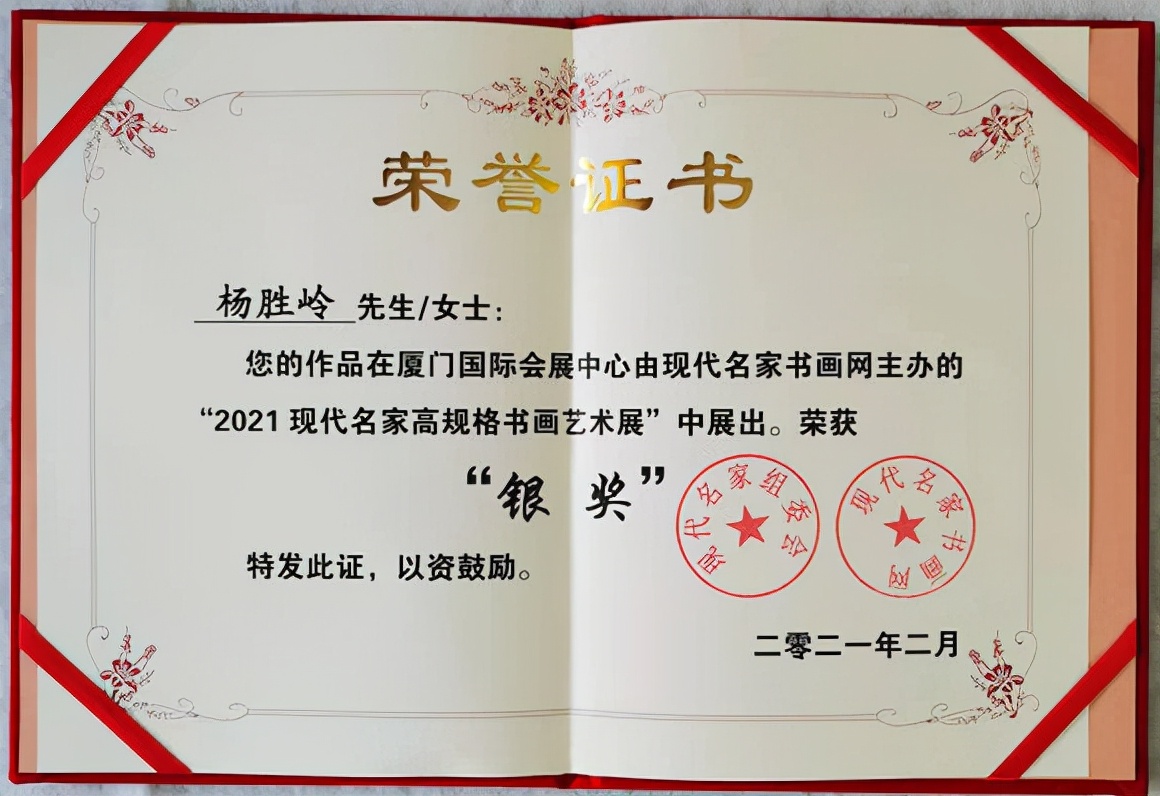 荣誉证书
杨胜岭 先生/女士：
您的作品在厦门国际会展中心由现代名家书画网主办的
“2021 现代名家高规格书画艺术展”中展出。荣获
“银 奖”
现代名家组委会
现代名家书画网
特发此证，以资鼓励。
二零二一年二月